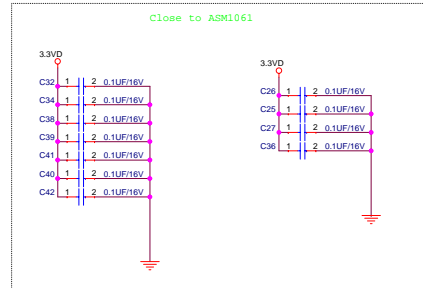 Close to ASM1061
3.3VD
C32 1 2 0.1UF/16V
C34 1 2 0.1UF/16V
C38 1 2 0.1UF/16V
C39 1 2 0.1UF/16V
C41 1 2 0.1UF/16V
C40 1 2 0.1UF/16V
C42 1 2 0.1UF/16V
3.3VD
C26 1 2 0.1UF/16V
C25 1 2 0.1UF/16V
C27 1 2 0.1UF/16V
C36 1 2 0.1UF/16V